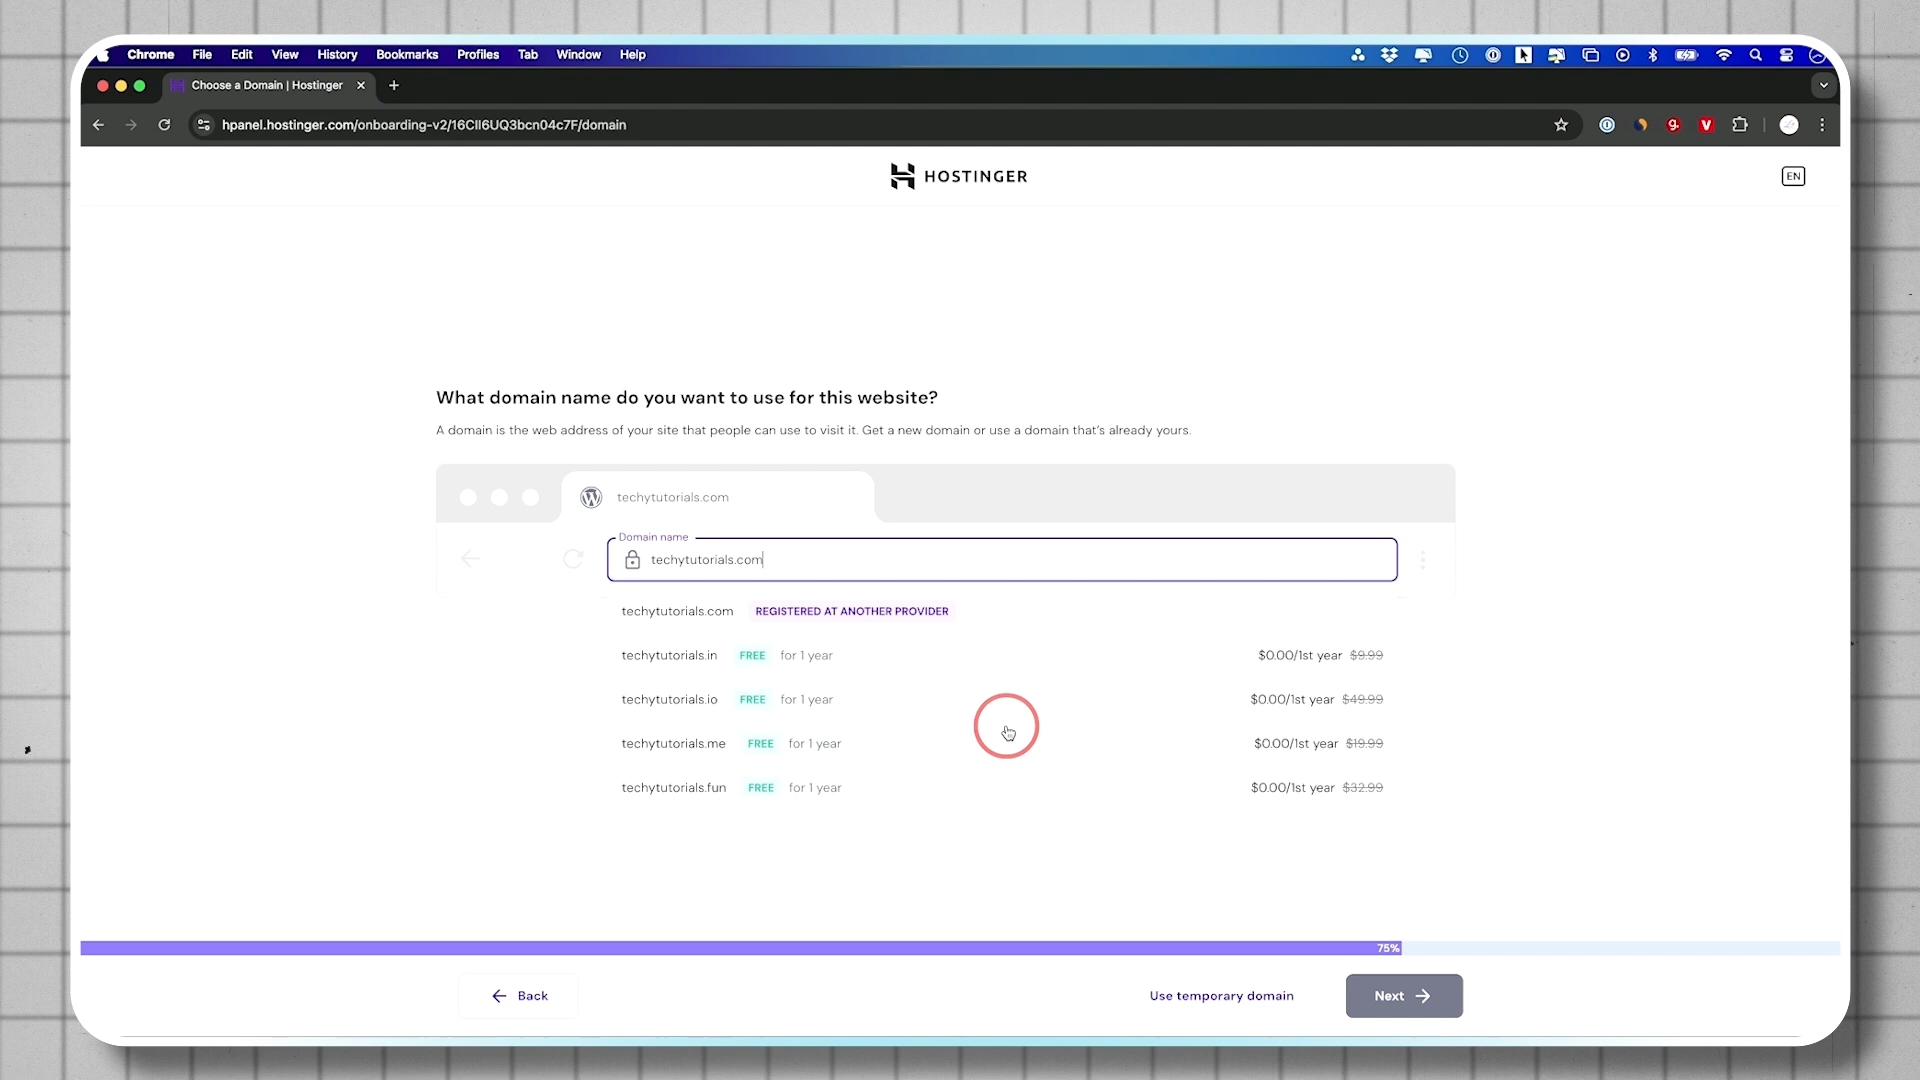 Chrome File Edit View History Bookmarks Profiles Tab Window Help
Choose a Domain | Hostinger
hpanel.hostinger.com/onboarding-v2/16CII6UQ3bcn04c7F/domain
HOSTINGER
EN
What domain name do you want to use for this website?
A domain is the web address of your site that people can use to visit it. Get a new domain or use a domain that's already yours.
techytutorials.com
Domain name
techytutorials.com
techytutorials.com REGISTERED AT ANOTHER PROVIDER
techytutorials.in FREE for 1 year $0.00/1st year $9.99
techytutorials.io FREE for 1 year $0.00/1st year $49.99
techytutorials.me FREE for 1 year $0.00/1st year $19.99
techytutorials.fun FREE for 1 year $0.00/1st year $32.99
75%
Back Use temporary domain Next